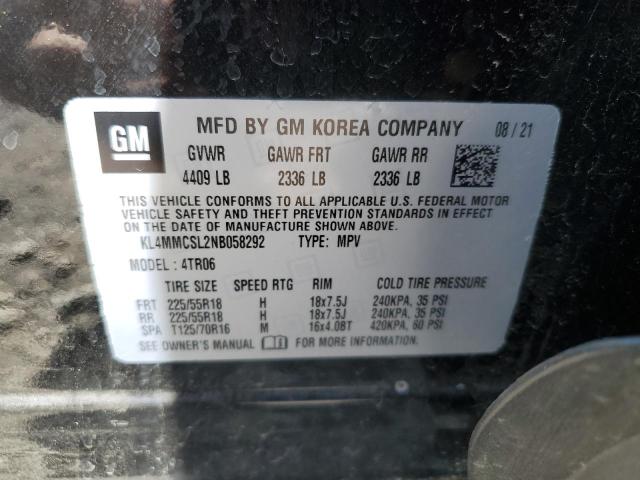 GM
MFD BY GM KOREA COMPANY 08 / 21
GVWR GAWR FRT GAWR RR
4409 LB 2336 LB 2336 LB
THIS VEHICLE CONFORMS TO ALL APPLICABLE U.S. FEDERAL MOTOR
VEHICLE SAFETY AND THEFT PREVENTION STANDARDS IN EFFECT
ON THE DATE OF MANUFACTURE SHOWN ABOVE.
KL4MMCSL2NB058292 TYPE: MPV
MODEL : 4TR06
TIRE SIZE SPEED RTG RIM COLD TIRE PRESSURE
FRT 225/55R18 H 18x7.5J 240KPA, 35 PSI
RR 225/55R18 H 18x7.5J 240KPA, 35 PSI
SPA T125/70R16 M 16x4.0BT 420KPA, 60 PSI
SEE OWNER'S MANUAL FOR MORE INFORMATION.